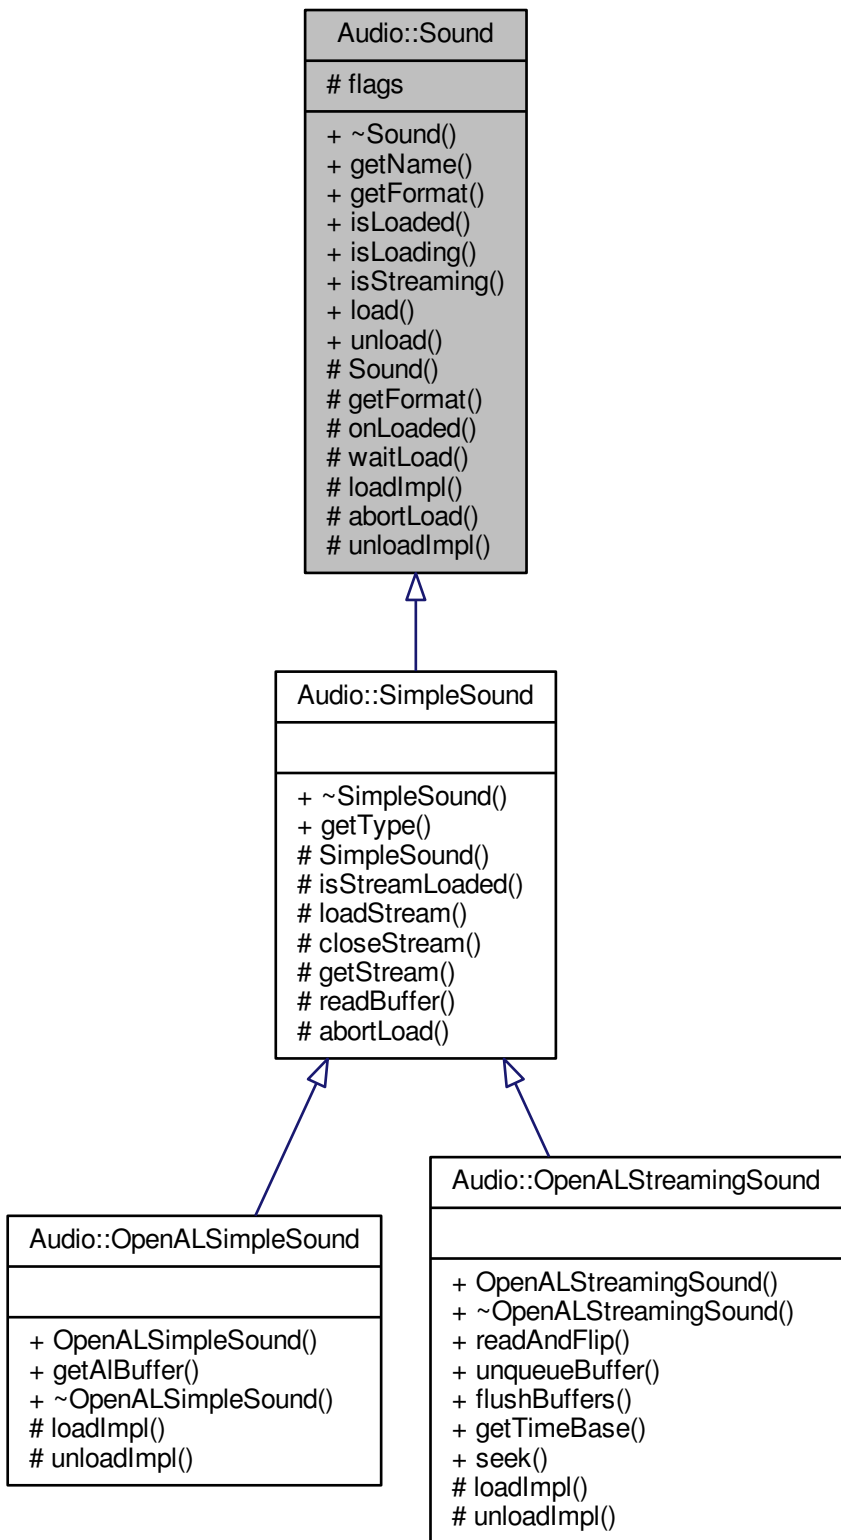 Audio::Sound
# flags
+ ~Sound()
+ getName()
+ getFormat()
+ isLoaded()
+ isLoading()
+ isStreaming()
+ load()
+ unload()
# Sound()
# getFormat()
# onLoaded()
# waitLoad()
# loadImpl()
# abortLoad()
# unloadImpl()
Audio::SimpleSound
+ ~SimpleSound()
+ getType()
# SimpleSound()
# isStreamLoaded()
# loadStream()
# closeStream()
# getStream()
# readBuffer()
# abortLoad()
Audio::OpenALSimpleSound
+ OpenALSimpleSound()
+ getAlBuffer()
+ ~OpenALSimpleSound()
# loadImpl()
# unloadImpl()
Audio::OpenALStreamingSound
+ OpenALStreamingSound()
+ ~OpenALStreamingSound()
+ readAndFlip()
+ unqueueBuffer()
+ flushBuffers()
+ getTimeBase()
+ seek()
# loadImpl()
# unloadImpl()